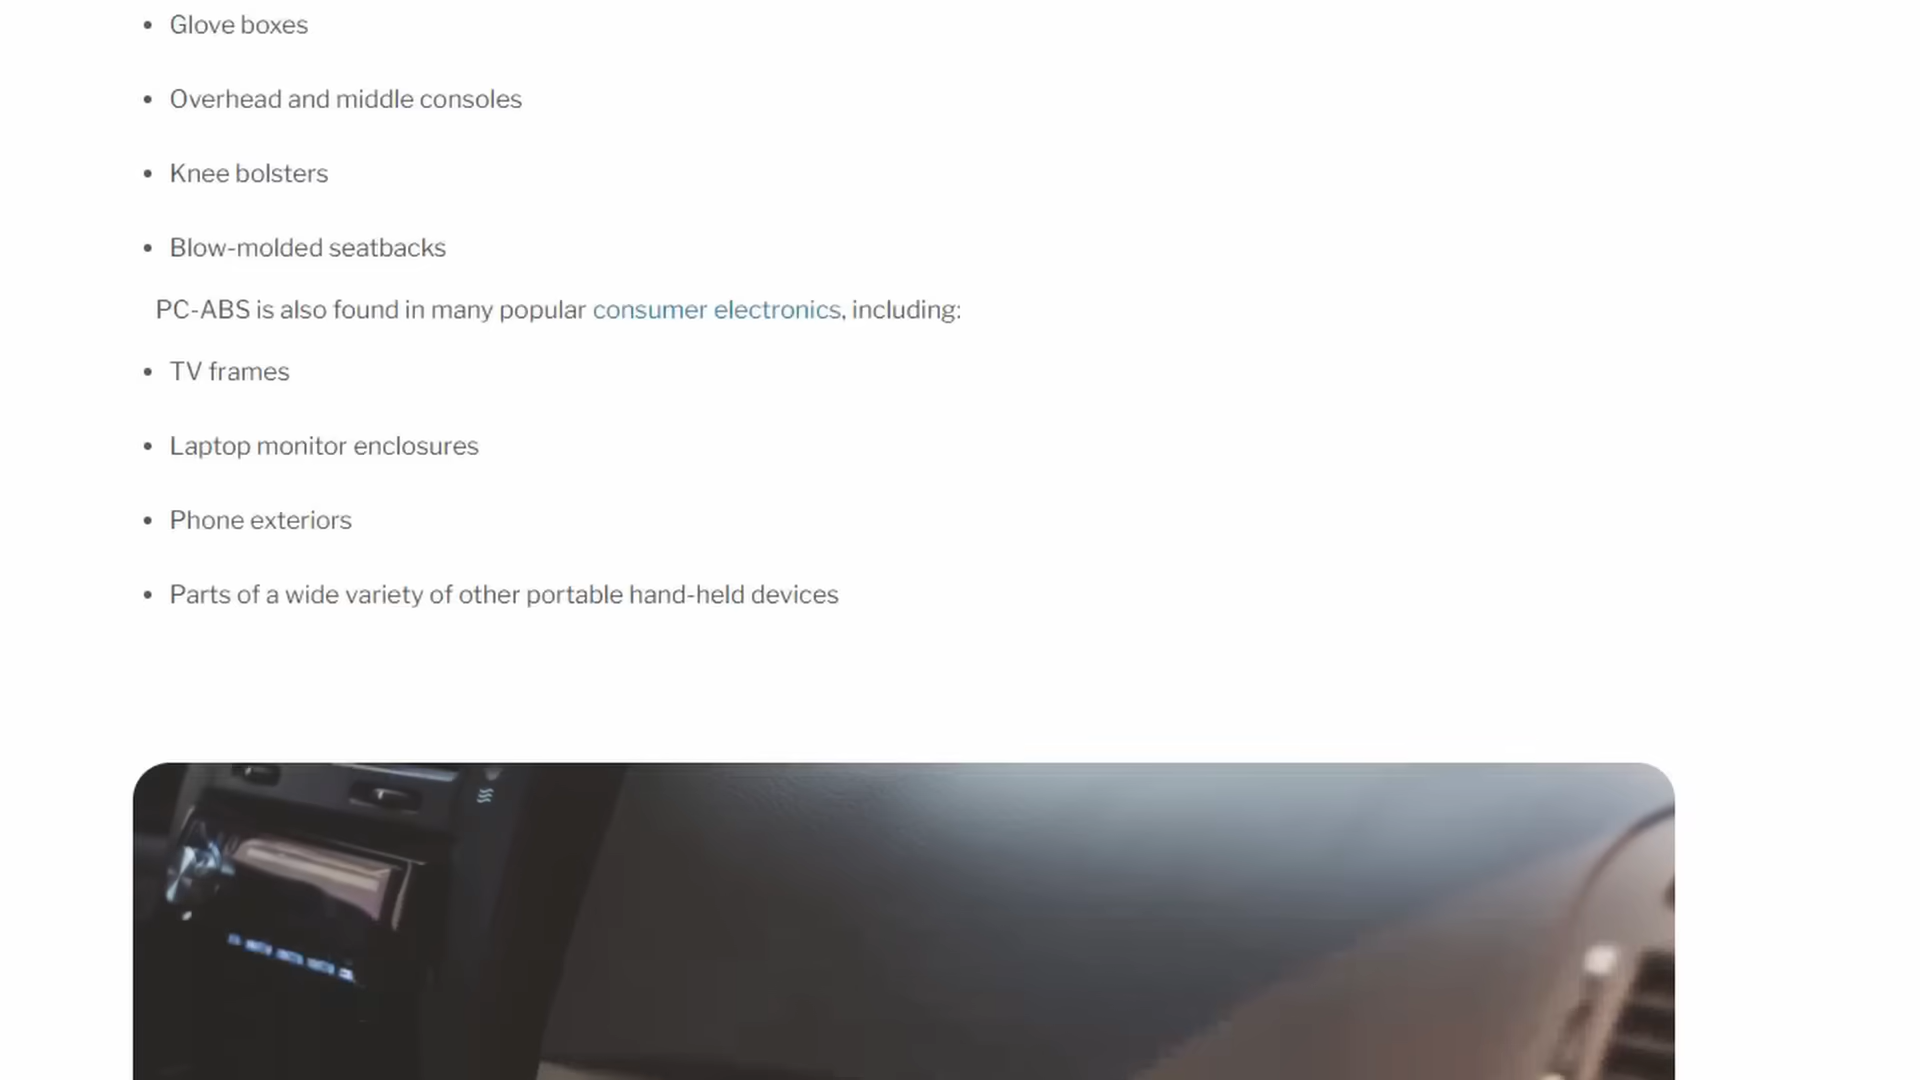 Glove boxes
Overhead and middle consoles
Knee bolsters
Blow-molded seatbacks
PC-ABS is also found in many popular consumer electronics, including:
TV frames
Laptop monitor enclosures
Phone exteriors
Parts of a wide variety of other portable hand-held devices